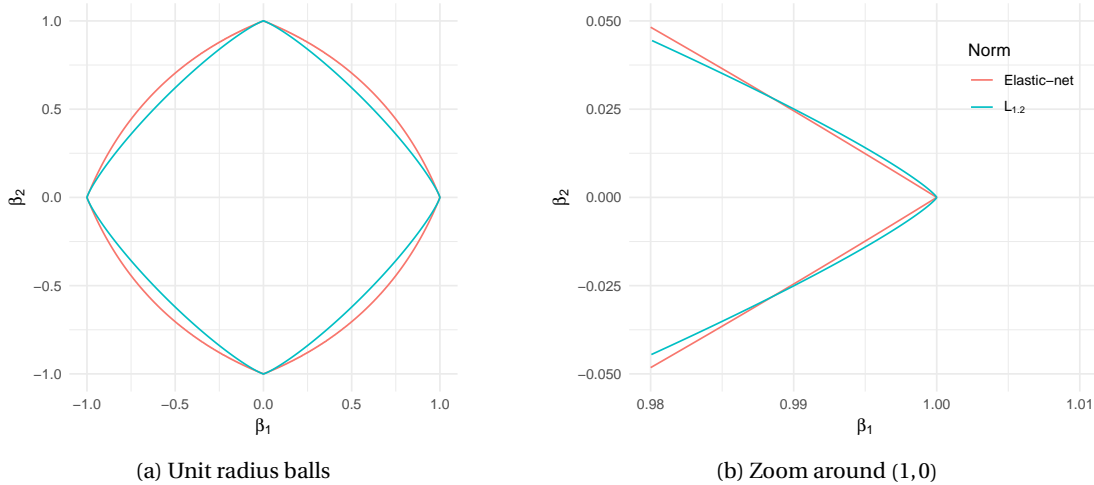 1.0
0.5
0.0
−0.5
−1.0
β2
−1.0 −0.5 0.0 0.5 1.0
β1
(a) Unit radius balls
0.050
0.025
0.000
−0.025
−0.050
β2
0.98 0.99 1.00 1.01
β1
Norm
Elastic−net
L1.2
(b) Zoom around (1,0)